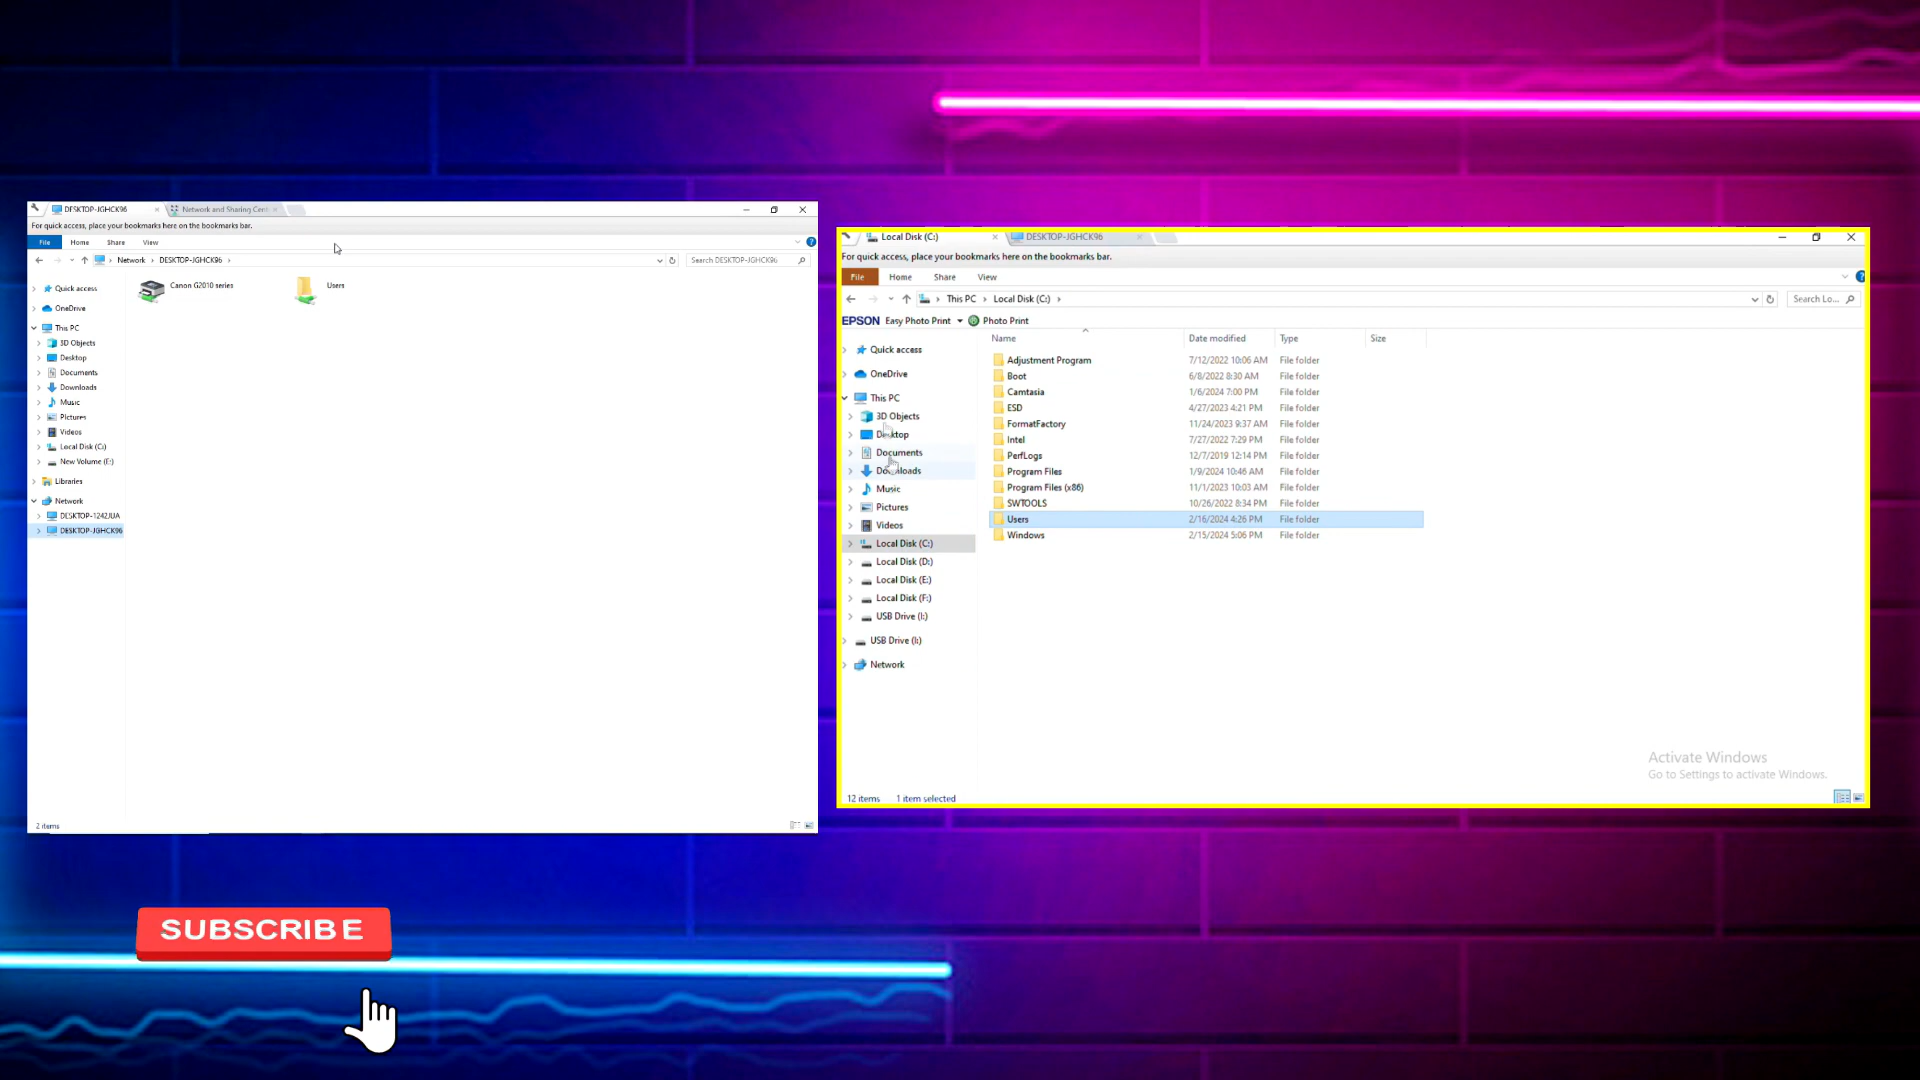 DESKTOP-JGHCK96
Network and Sharing Cent
For quick access, place your bookmarks here on the bookmarks bar.
File Home Share View
Network > DESKTOP-JGHCK96 >
Search DESKTOP-JGHCK96
Canon G2010 series
Users
Quick access
OneDrive
This PC
3D Objects
Desktop
Documents
Downloads
Music
Pictures
Videos
Local Disk (C:)
New Volume (E:)
Libraries
Network
DESKTOP-1242JUA
DESKTOP-JGHCK96
2 items
Local Disk (C:)
DESKTOP-JGHCK96
For quick access, place your bookmarks here on the bookmarks bar.
File Home Share View
This PC > Local Disk (C:) >
Search Lo...
EPSON Easy Photo Print Photo Print
Name Date modified Type Size
Quick access
OneDrive
This PC
3D Objects
Desktop
Documents
Downloads
Music
Pictures
Videos
Local Disk (C:)
Local Disk (D:)
Local Disk (E:)
Local Disk (F:)
USB Drive (I:)
USB Drive (I:)
Network
Adjustment Program 7/12/2022 10:06 AM File folder
Boot 6/8/2022 8:30 AM File folder
Camtasia 1/6/2024 7:00 PM File folder
ESD 4/27/2023 4:21 PM File folder
FormatFactory 11/24/2023 9:37 AM File folder
Intel 7/27/2022 7:29 PM File folder
PerfLogs 12/7/2019 12:14 PM File folder
Program Files 1/9/2024 10:46 AM File folder
Program Files (x86) 11/1/2023 10:03 AM File folder
SWTOOLS 10/26/2022 8:34 PM File folder
Users 2/16/2024 4:26 PM File folder
Windows 2/15/2024 5:06 PM File folder
Activate Windows
Go to Settings to activate Windows.
12 items 1 item selected
SUBSCRIBE